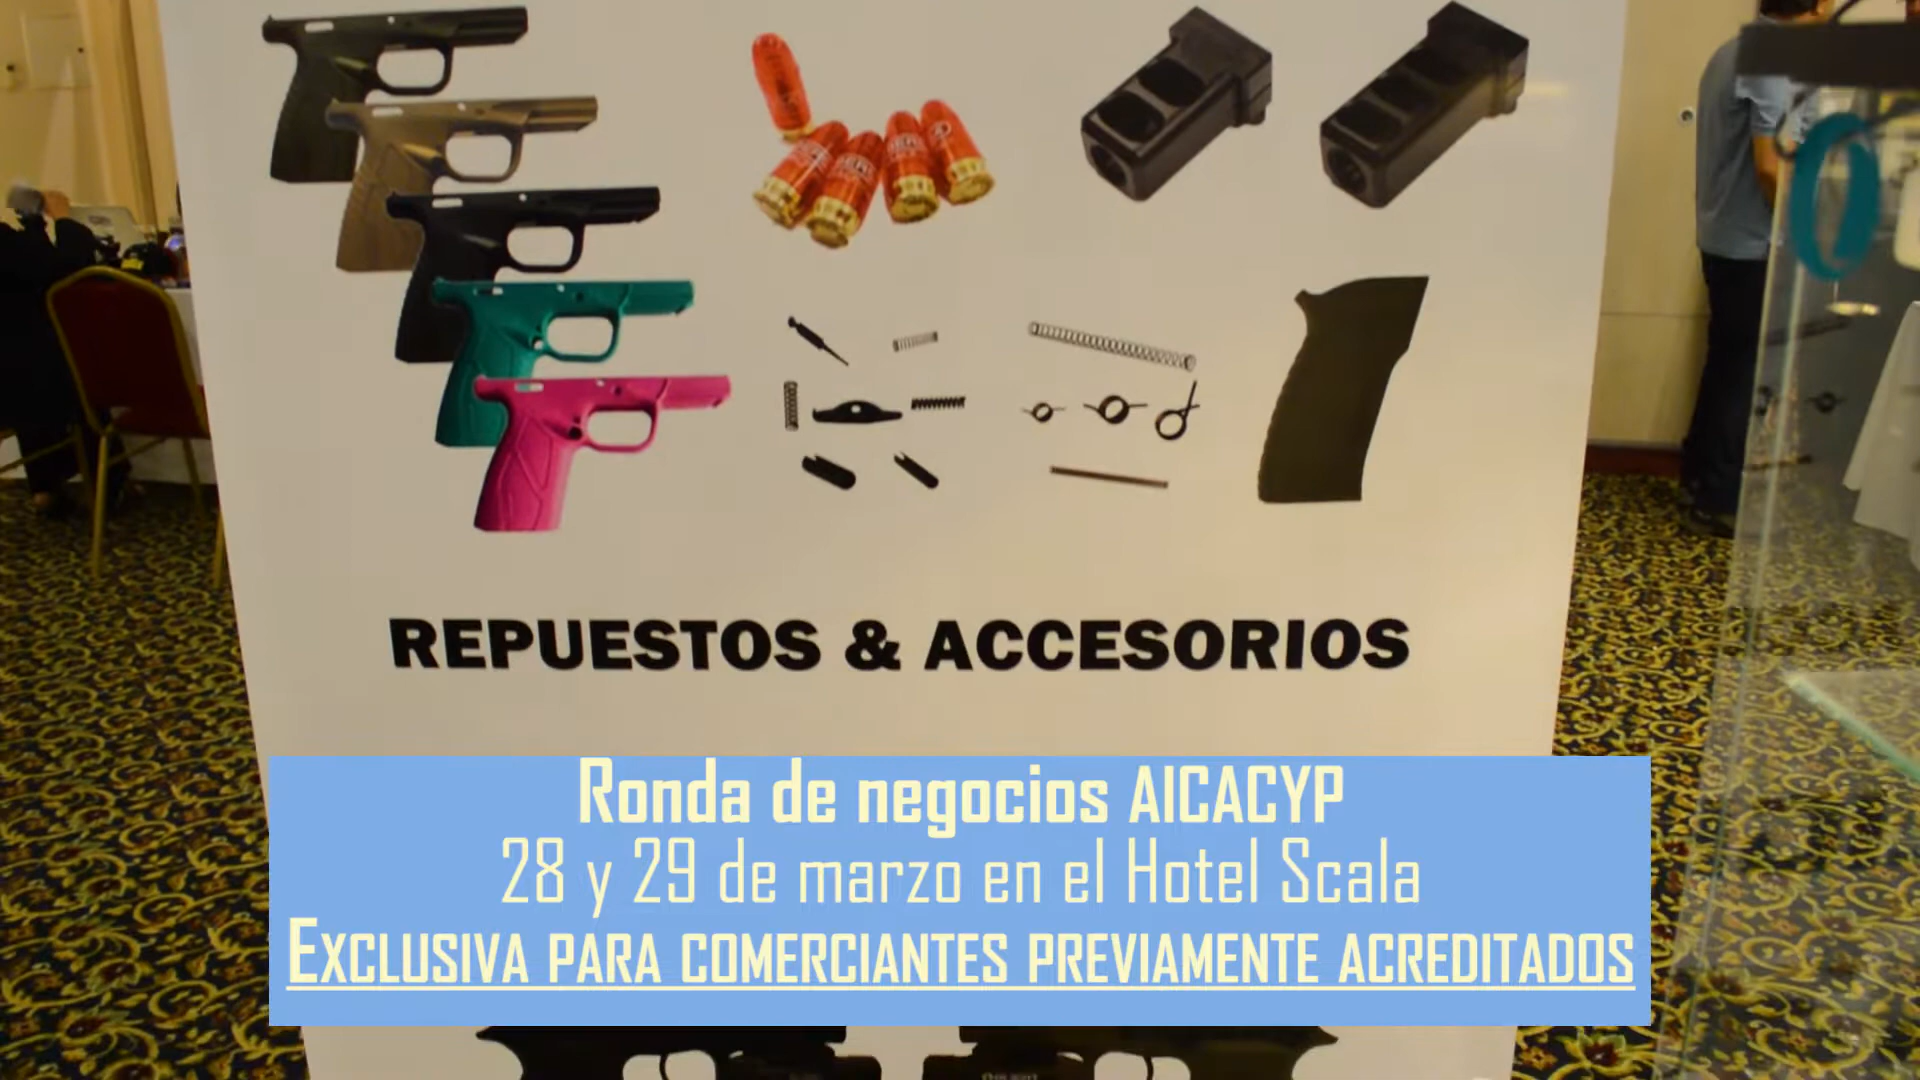 REPUESTOS & ACCESORIOS
Ronda de negocios AICACYP
28 y 29 de marzo en el Hotel Scala
EXCLUSIVA PARA COMERCIANTES PREVIAMENTE ACREDITADOS